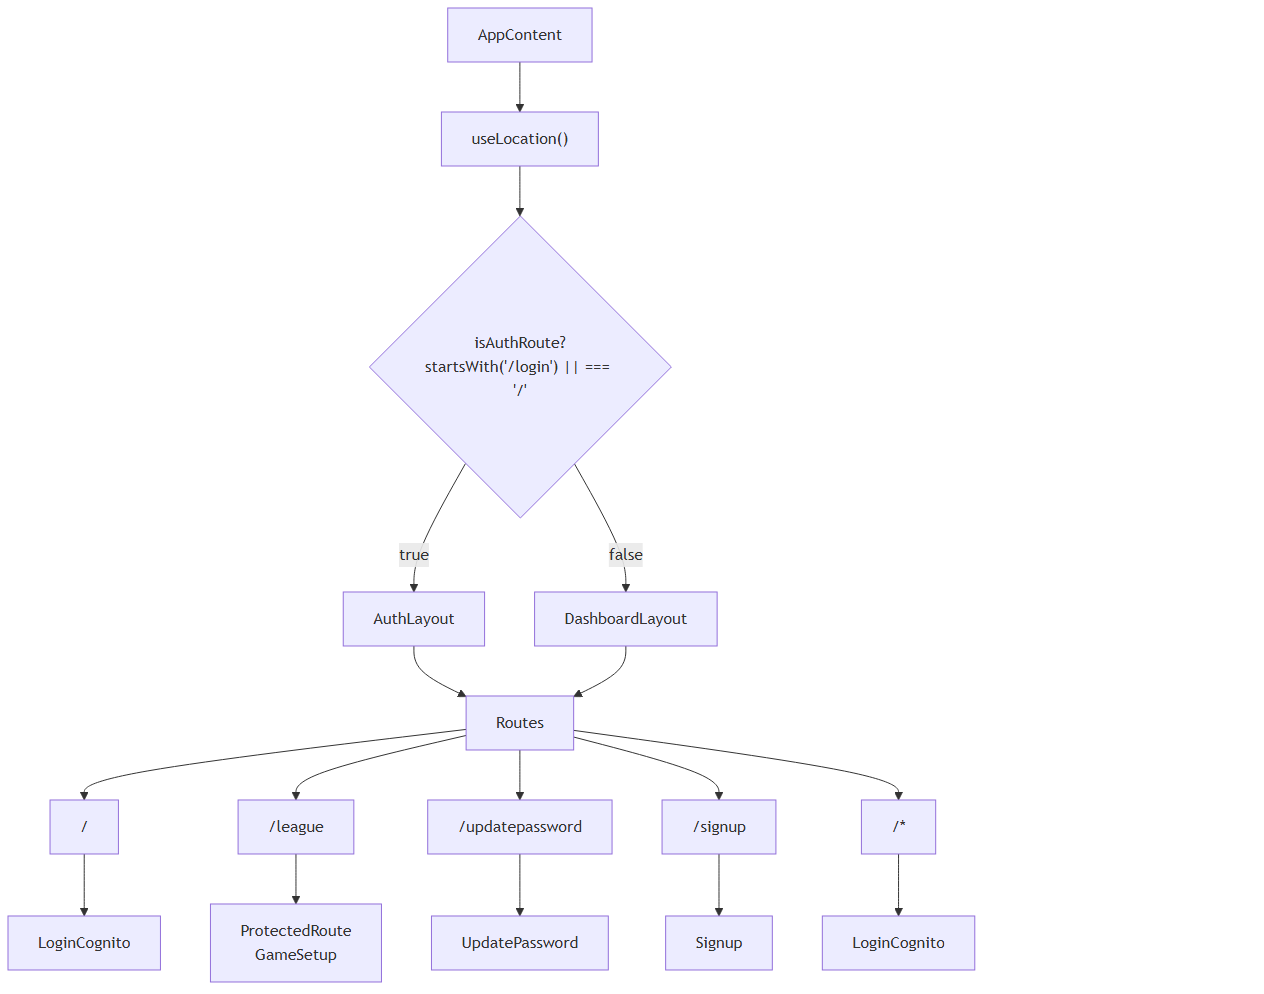 AppContent
useLocation()
isAuthRoute?
startsWith('/login') || ===
'/'
true
false
AuthLayout
DashboardLayout
Routes
/
/league
/updatepassword
/signup
/*
LoginCognito
ProtectedRoute
GameSetup
UpdatePassword
Signup
LoginCognito